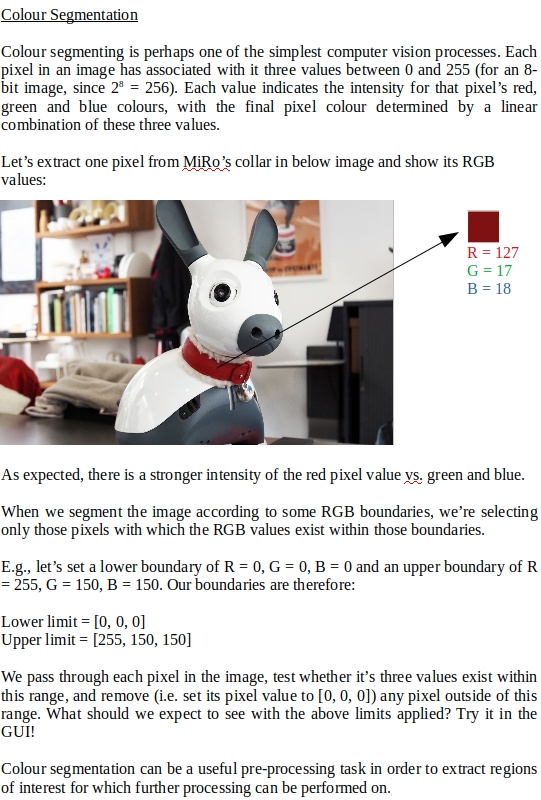 Colour Segmentation
Colour segmenting is perhaps one of the simplest computer vision processes. Each
pixel in an image has associated with it three values between 0 and 255 (for an 8-
bit image, since 2⁸ = 256). Each value indicates the intensity for that pixel's red,
green and blue colours, with the final pixel colour determined by a linear
combination of these three values.
Let's extract one pixel from MiRo's collar in below image and show its RGB
values:
R = 127
G = 17
B = 18
As expected, there is a stronger intensity of the red pixel value vs. green and blue.
When we segment the image according to some RGB boundaries, we're selecting
only those pixels with which the RGB values exist within those boundaries.
E.g., let's set a lower boundary of R = 0, G = 0, B = 0 and an upper boundary of R
= 255, G = 150, B = 150. Our boundaries are therefore:
Lower limit = [0, 0, 0]
Upper limit = [255, 150, 150]
We pass through each pixel in the image, test whether it's three values exist within
this range, and remove (i.e. set its pixel value to [0, 0, 0]) any pixel outside of this
range. What should we expect to see with the above limits applied? Try it in the
GUI!
Colour segmentation can be a useful pre-processing task in order to extract regions
of interest for which further processing can be performed on.